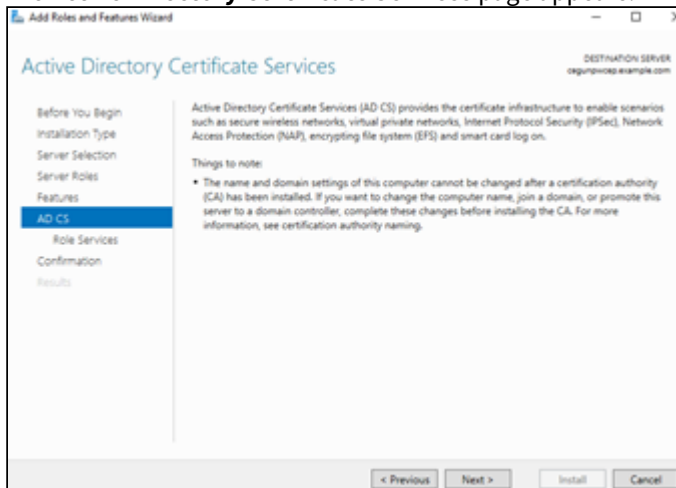 Add Roles and Features Wizard
Active Directory Certificate Services
DESTINATION SERVER
Before You Begin
Installation Type
Server Selection
Server Roles
Features
AD CS
Role Services
Confirmation
Results
Active Directory Certificate Services (AD CS) provides the certificate infrastructure to enable scenarios
such as secure wireless networks, virtual private networks, Internet Protocol Security (IPSec), Network
Access Protection (NAP), encrypting file system (EFS) and smart card log on.
Things to note:
• The name and domain settings of this computer cannot be changed after a certification authority
(CA) has been installed. If you want to change the computer name, join a domain, or promote this
server to a domain controller, complete these changes before installing the CA. For more
information, see certification authority naming.
< Previous
Next >
Install
Cancel